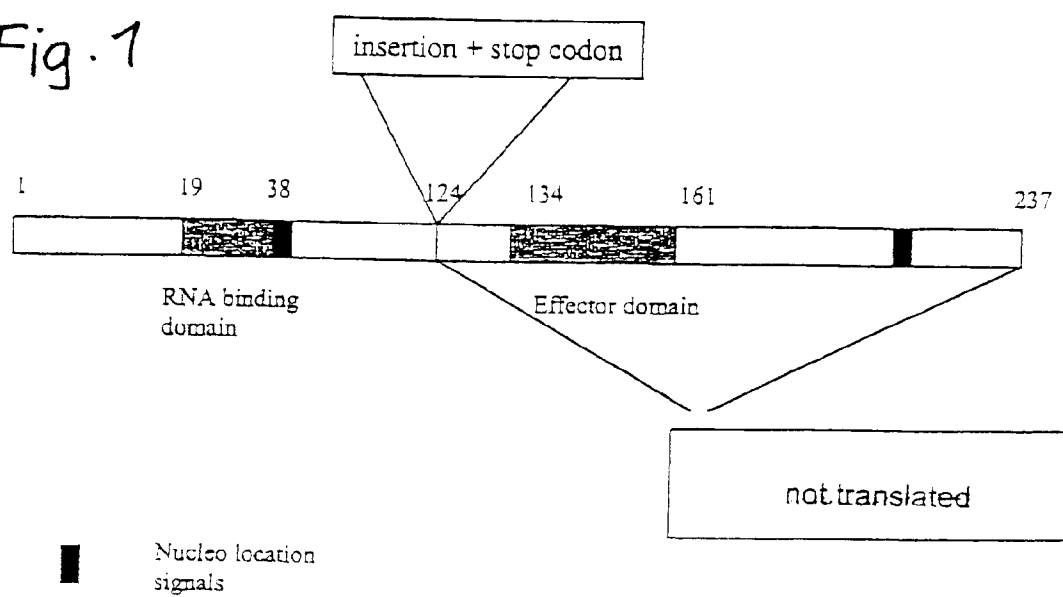 Fig. 1
insertion + stop codon
1 19 38 124 134 161 237
RNA binding
domain
Effector domain
not translated
Nucleo location
signals